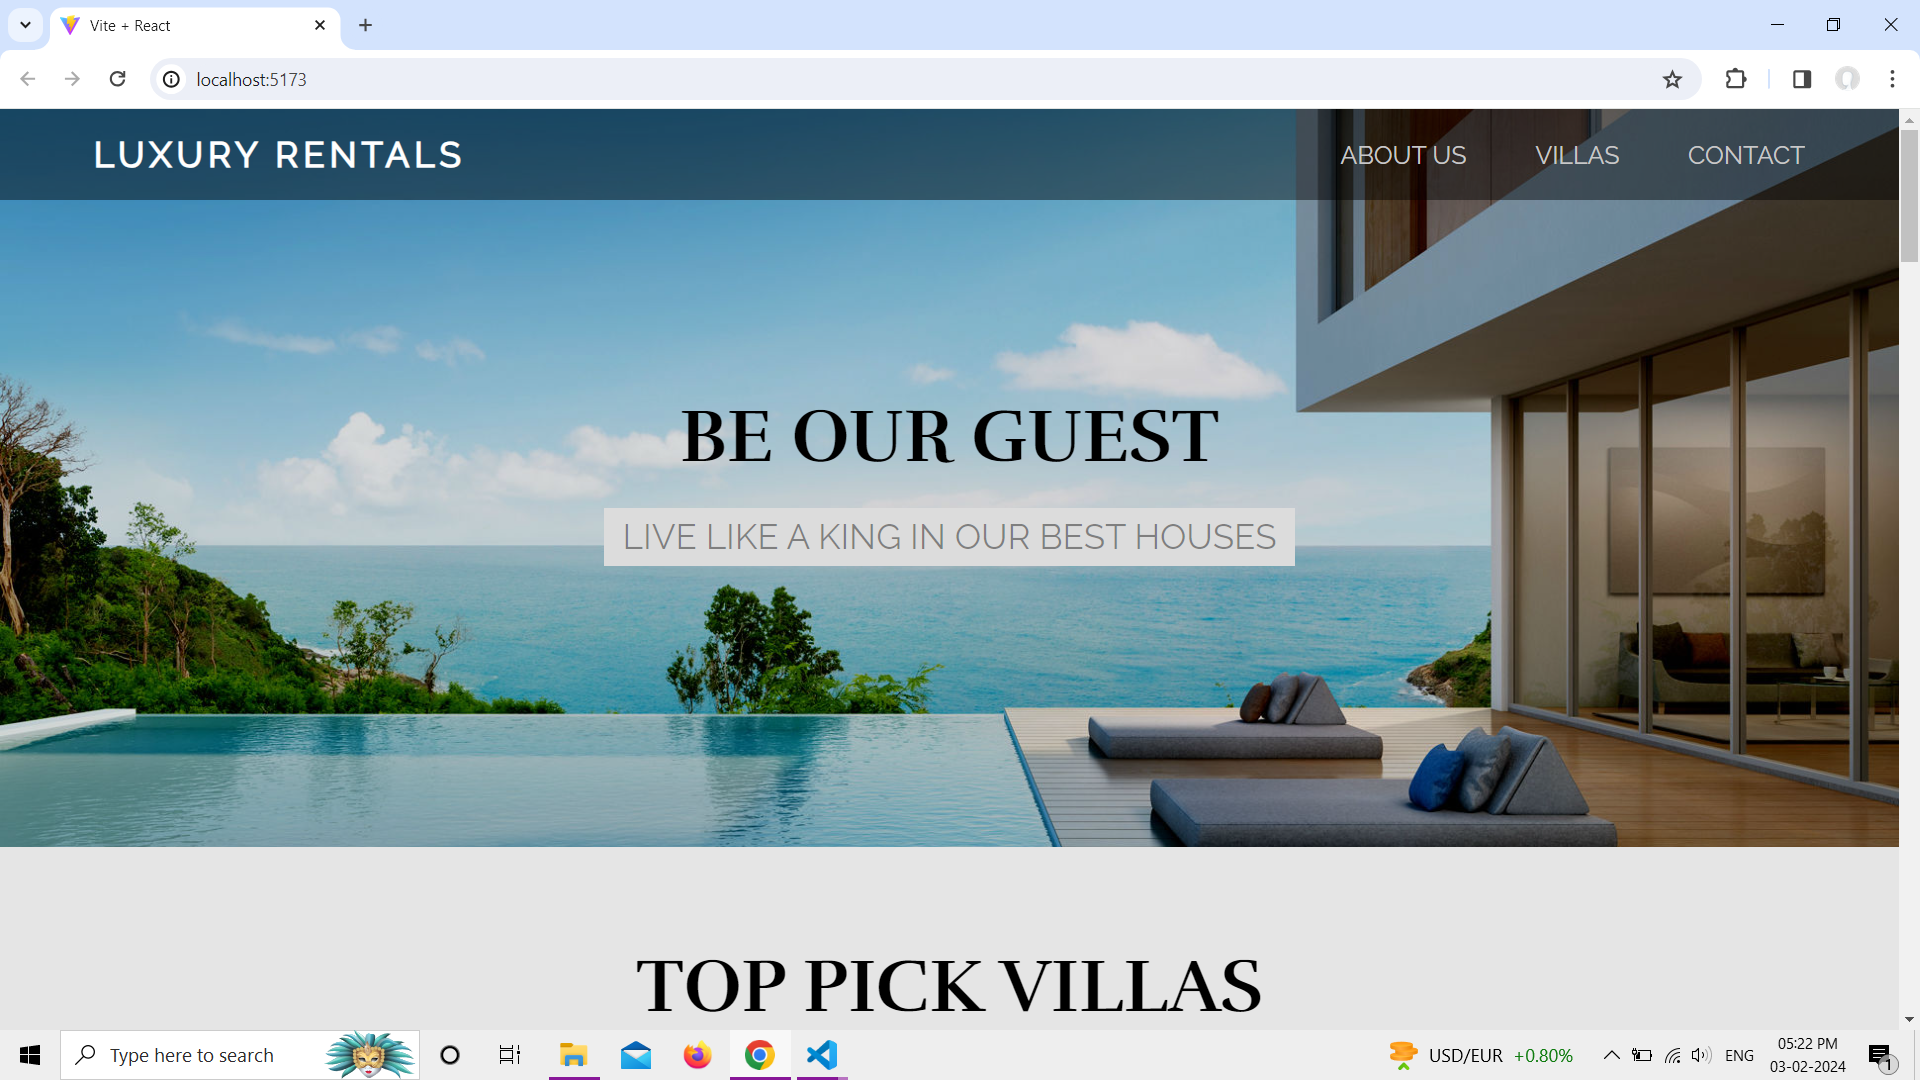 Vite + React
localhost:5173
LUXURY RENTALS
ABOUT US VILLAS CONTACT
BE OUR GUEST
LIVE LIKE A KING IN OUR BEST HOUSES
TOP PICK VILLAS
Type here to search
USD/EUR +0.80%
ENG
05:22 PM
03-02-2024
1